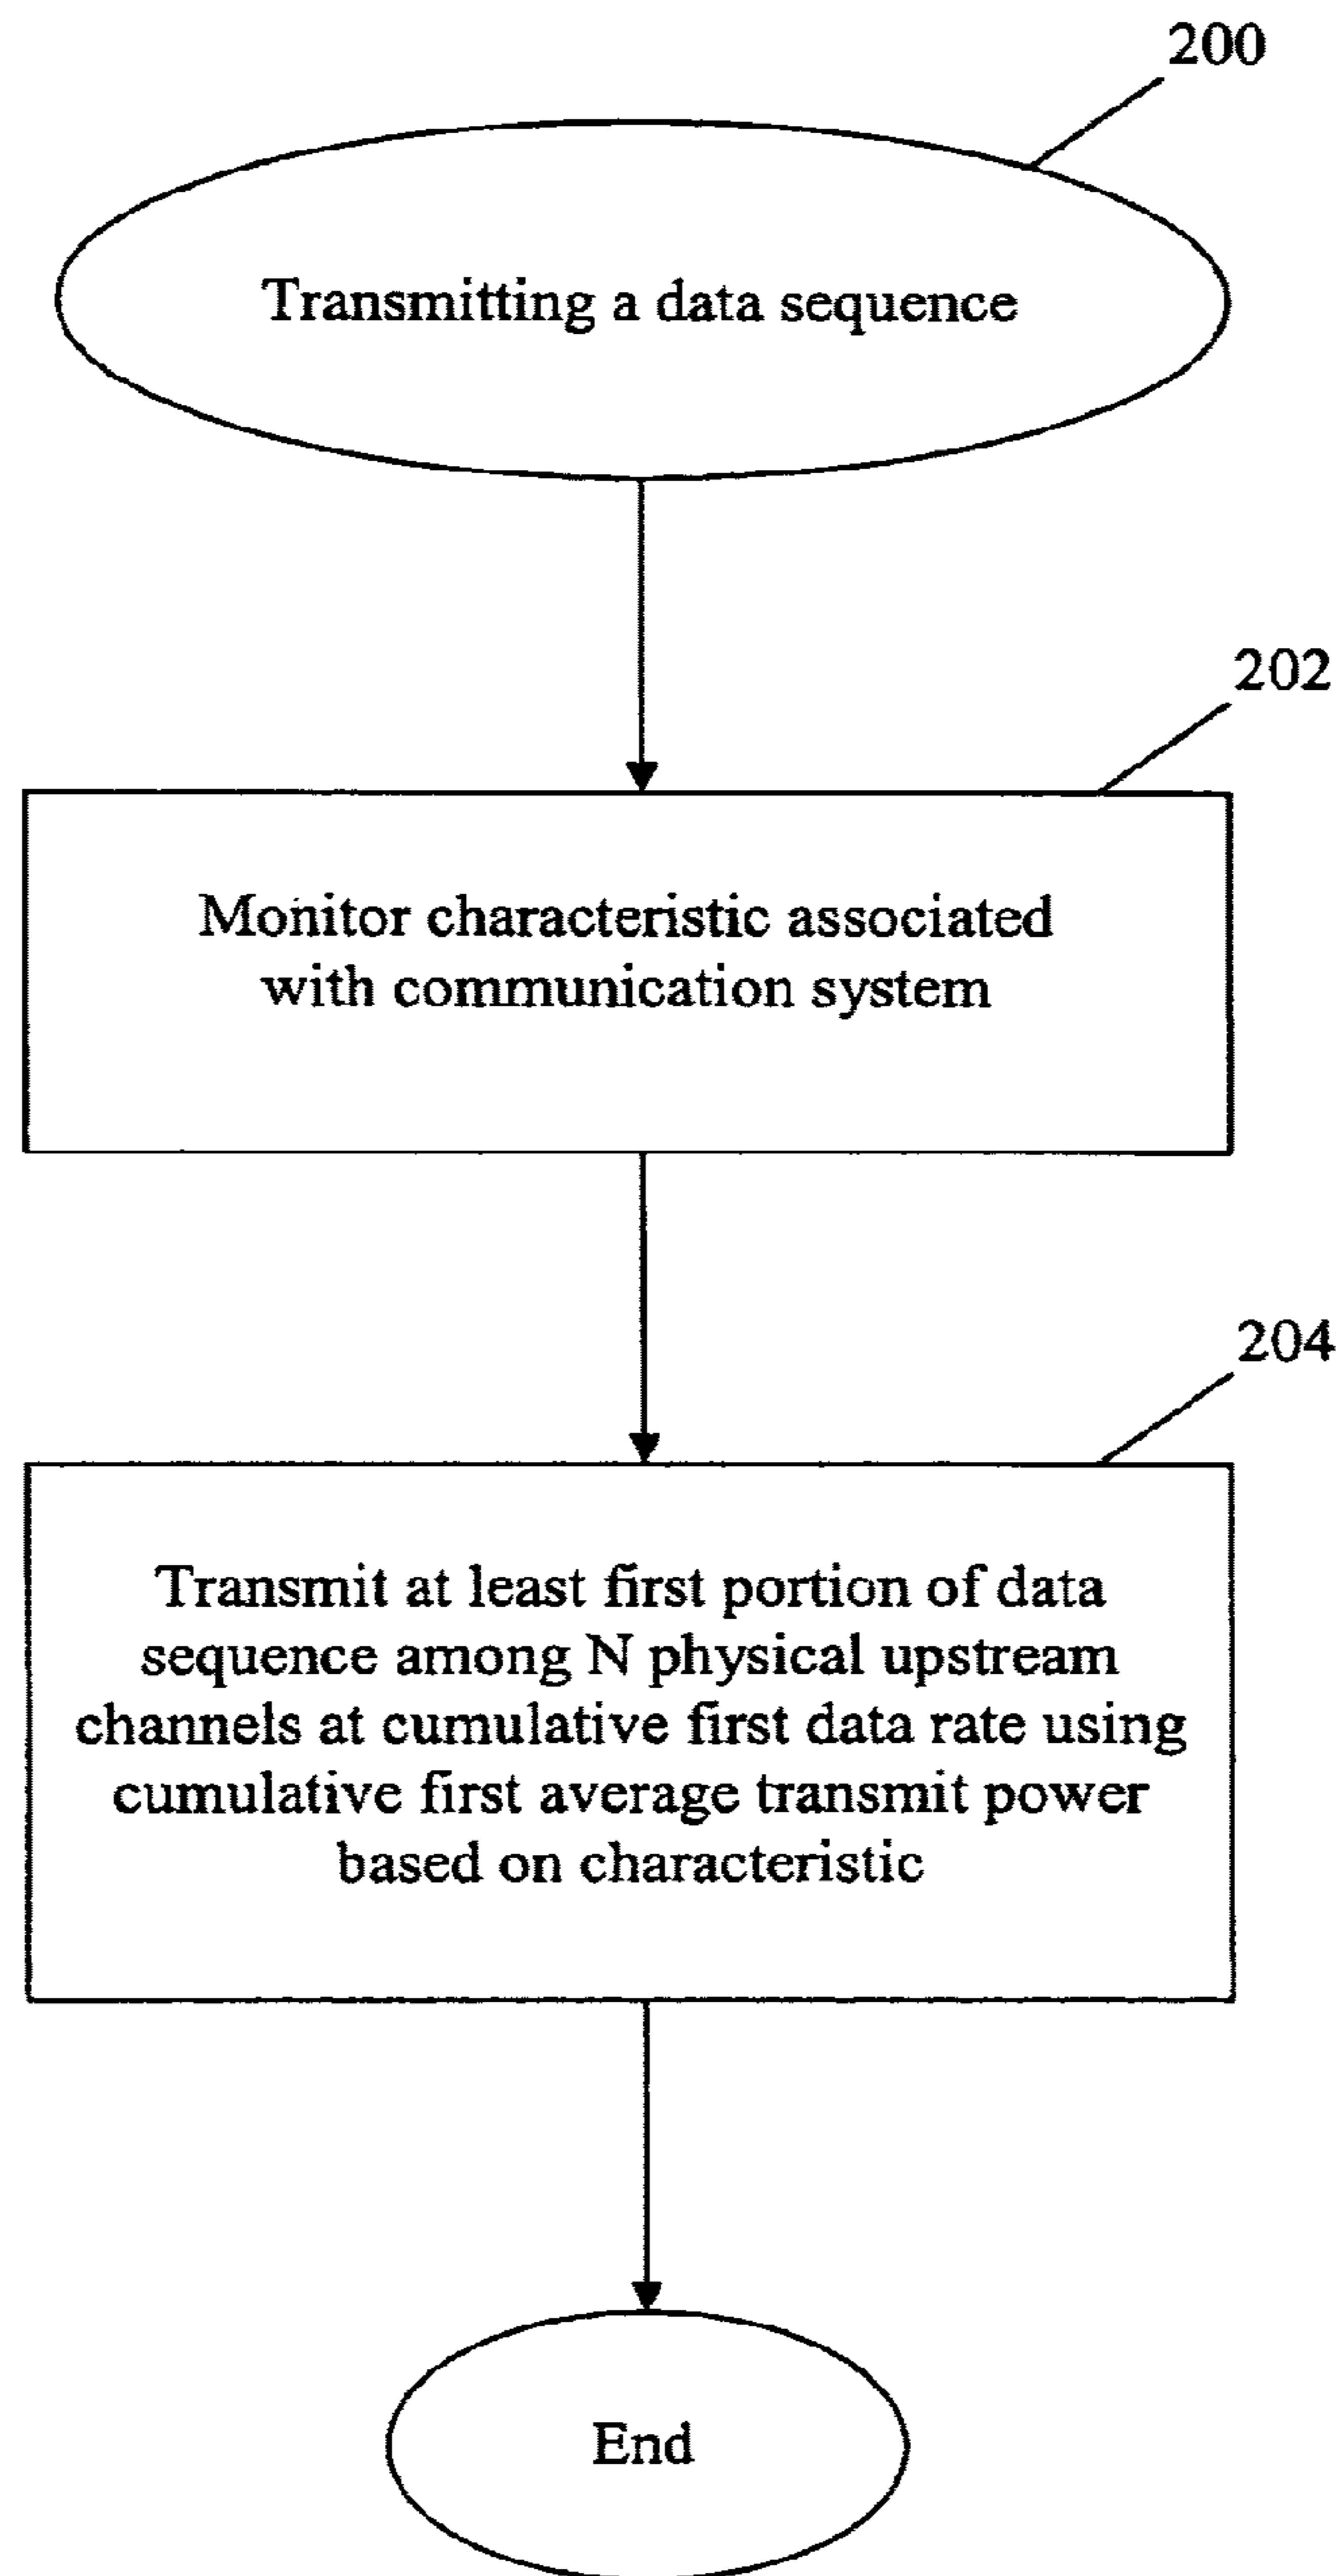 200
Transmitting a data sequence
202
Monitor characteristic associated
with communication system
204
Transmit at least first portion of data
sequence among N physical upstream
channels at cumulative first data rate using
cumulative first average transmit power
based on characteristic
End